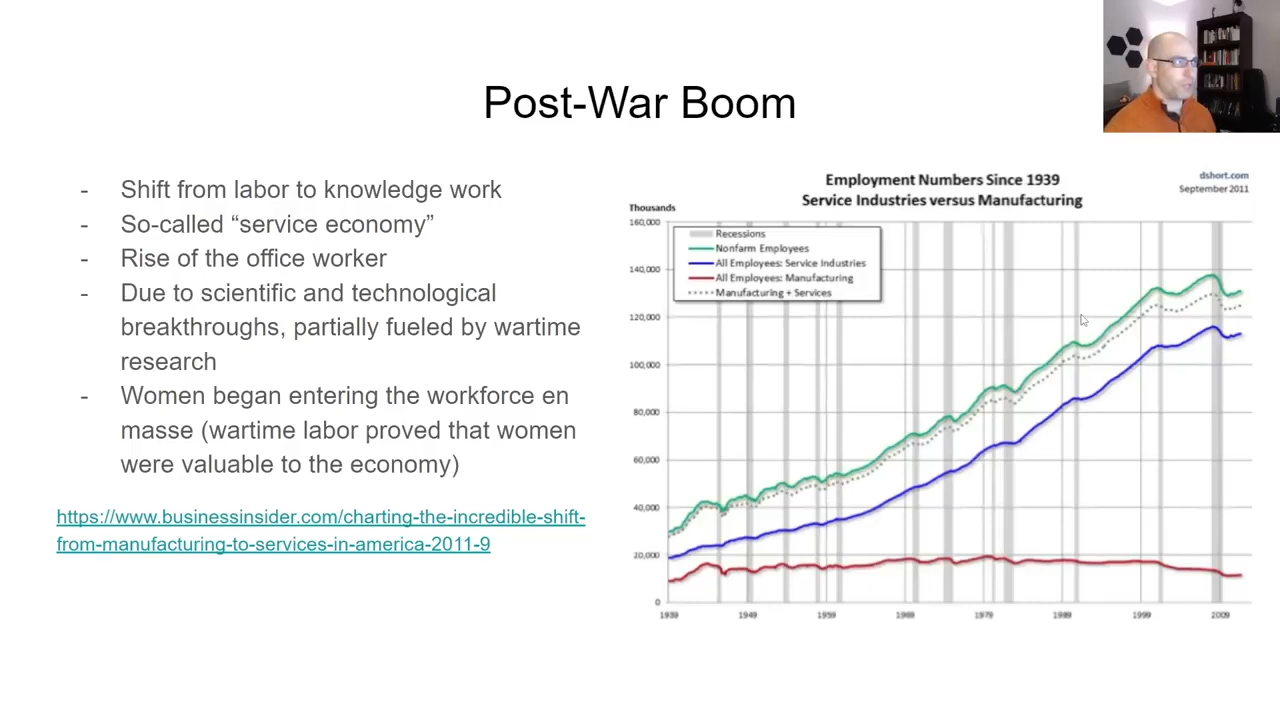 Post-War Boom
- Shift from labor to knowledge work
- So-called “service economy”
- Rise of the office worker
- Due to scientific and technological
breakthroughs, partially fueled by wartime
research
- Women began entering the workforce en
masse (wartime labor proved that women
were valuable to the economy)
https://www.businessinsider.com/charting-the-incredible-shift-
from-manufacturing-to-services-in-america-2011-9
Employment Numbers Since 1939
Service Industries versus Manufacturing
dshort.com
September 2011
Thousands
Recessions
Nonfarm Employees
All Employees: Service Industries
All Employees: Manufacturing
Manufacturing + Services
160,000
140,000
120,000
100,000
80,000
60,000
40,000
20,000
0
1939 1949 1959 1969 1979 1989 1999 2009